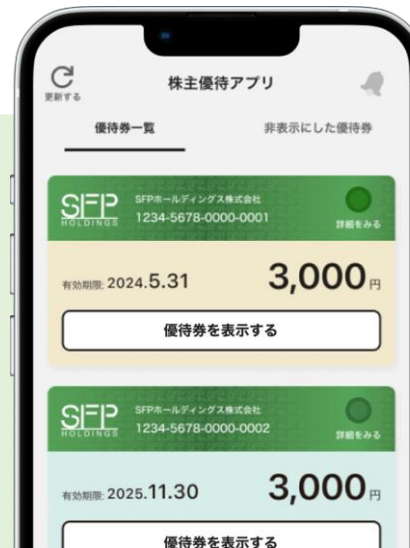 株主優待アプリ
更新する
優待券一覧 非表示にした優待券
SFP HOLDINGS
SFPホールディングス株式会社
1234-5678-0000-0001
詳細をみる
有効期限: 2024.5.31 3,000円
優待券を表示する
SFP HOLDINGS
SFPホールディングス株式会社
1234-5678-0000-0002
詳細をみる
有効期限: 2025.11.30 3,000円
優待券を表示する